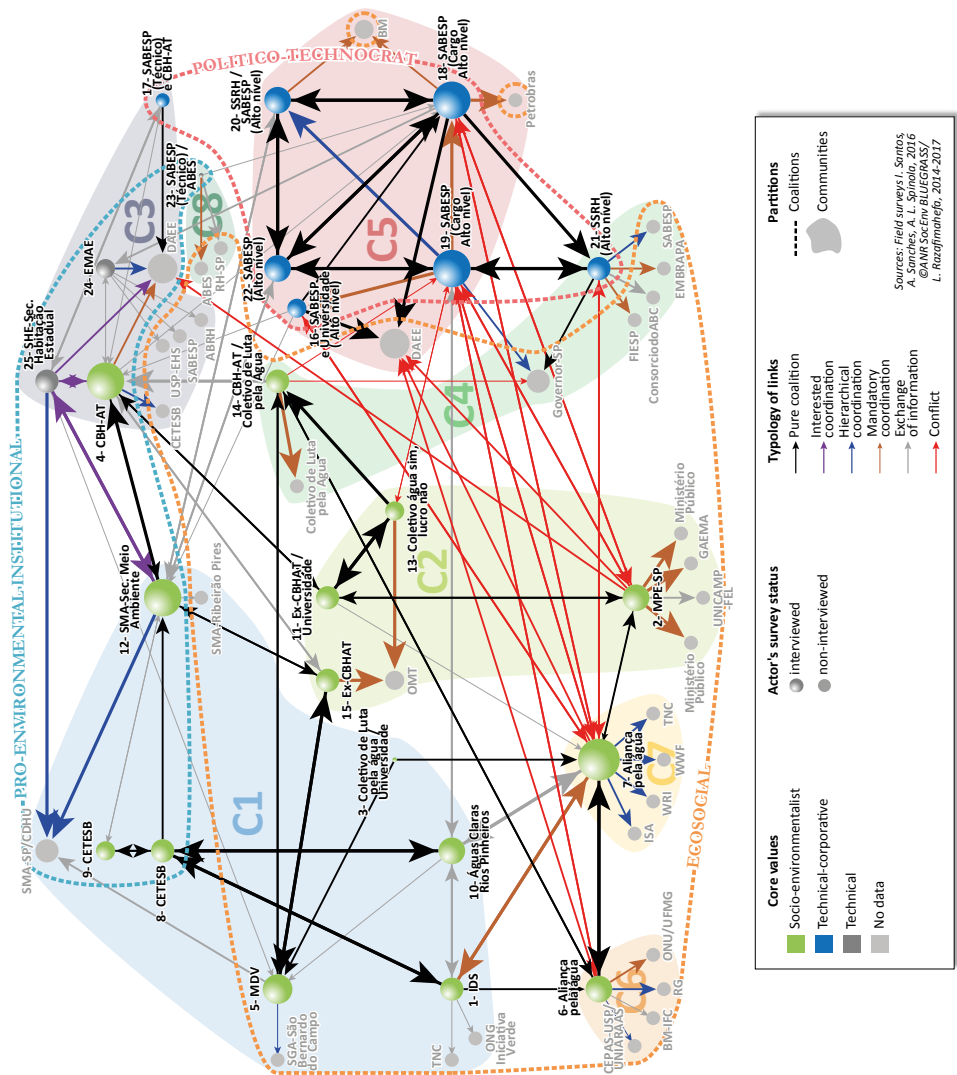 PRO-ENVIRONMENTAL-INSTITUTIONAL
POLITICO-TECHNOCRAT
ECOSOCIAL
C1
C2
C3
C4
C5
C6
C7
C8
SMA-SP/CDHU
9- CETESB
8- CETESB
5- MDV
SGA-São
Bernardo
do Campo
1- IDS
TNC
ONG
Iniciativa
Verde
10- Águas Claras
Rios Pinheiros
3- Coletivo de Luta
pela água /
Universidade
12- SMA-Sec. Meio
Ambiente
SMA-Ribeirão Pires
15- Ex-CBHAT
OMT
11- Ex-CBHAT /
Universidade
13- Coletivo água sim,
lucro não
2- MPE-SP
Ministério
Público
UNICAMP
-FEL
GAEMA
Ministério
Público
25- SHE-Sec.
Habitação
Estadual
4- CBH-AT
CETESB
USP-EHS
SABESP
ABRH
24- EMAE
DAEE
17- SABESP
(Técnico)
e CBH-AT
23- SABESP
(Técnico) /
ABES
ABES
RH-SP
14- CBH-AT /
Coletivo de Luta
pela Água
Coletivo de Luta
pela Água
Governor-SP
21- SSRH
(Alto nível)
SABESP
EMBRAPA
FIESP
ConsorciodoABC
20- SSRH /
SABESP
(Alto nível)
22- SABESP
(Alto nível)
16- SABESP
e Universidade
(Alto nível)
DAEE
19- SABESP
(Cargo
Alto nível)
18- SABESP
(Cargo
Alto nível)
BM
Petrobras
6- Aliança
pela água
CEPAS-USP/
UNIARAAS
BM-IFC
RG
ONU/UFMG
7- Aliança
pela água
ISA
WRI
WWF
TNC
Core values
Socio-environmentalist
Technical-corporative
Technical
No data
Actor's survey status
interviewed
non-interviewed
Typology of links
Pure coalition
Interested
coordination
Hierarchical
coordination
Mandatory
coordination
Exchange
of information
Conflict
Partitions
Coalitions
Communities
Sources: Field surveys I. Santos,
A. Sanches, A. L. Spinola, 2016
©ANR SocEnv BLUEGRASS/
L. Razafimahefa, 2014-2017